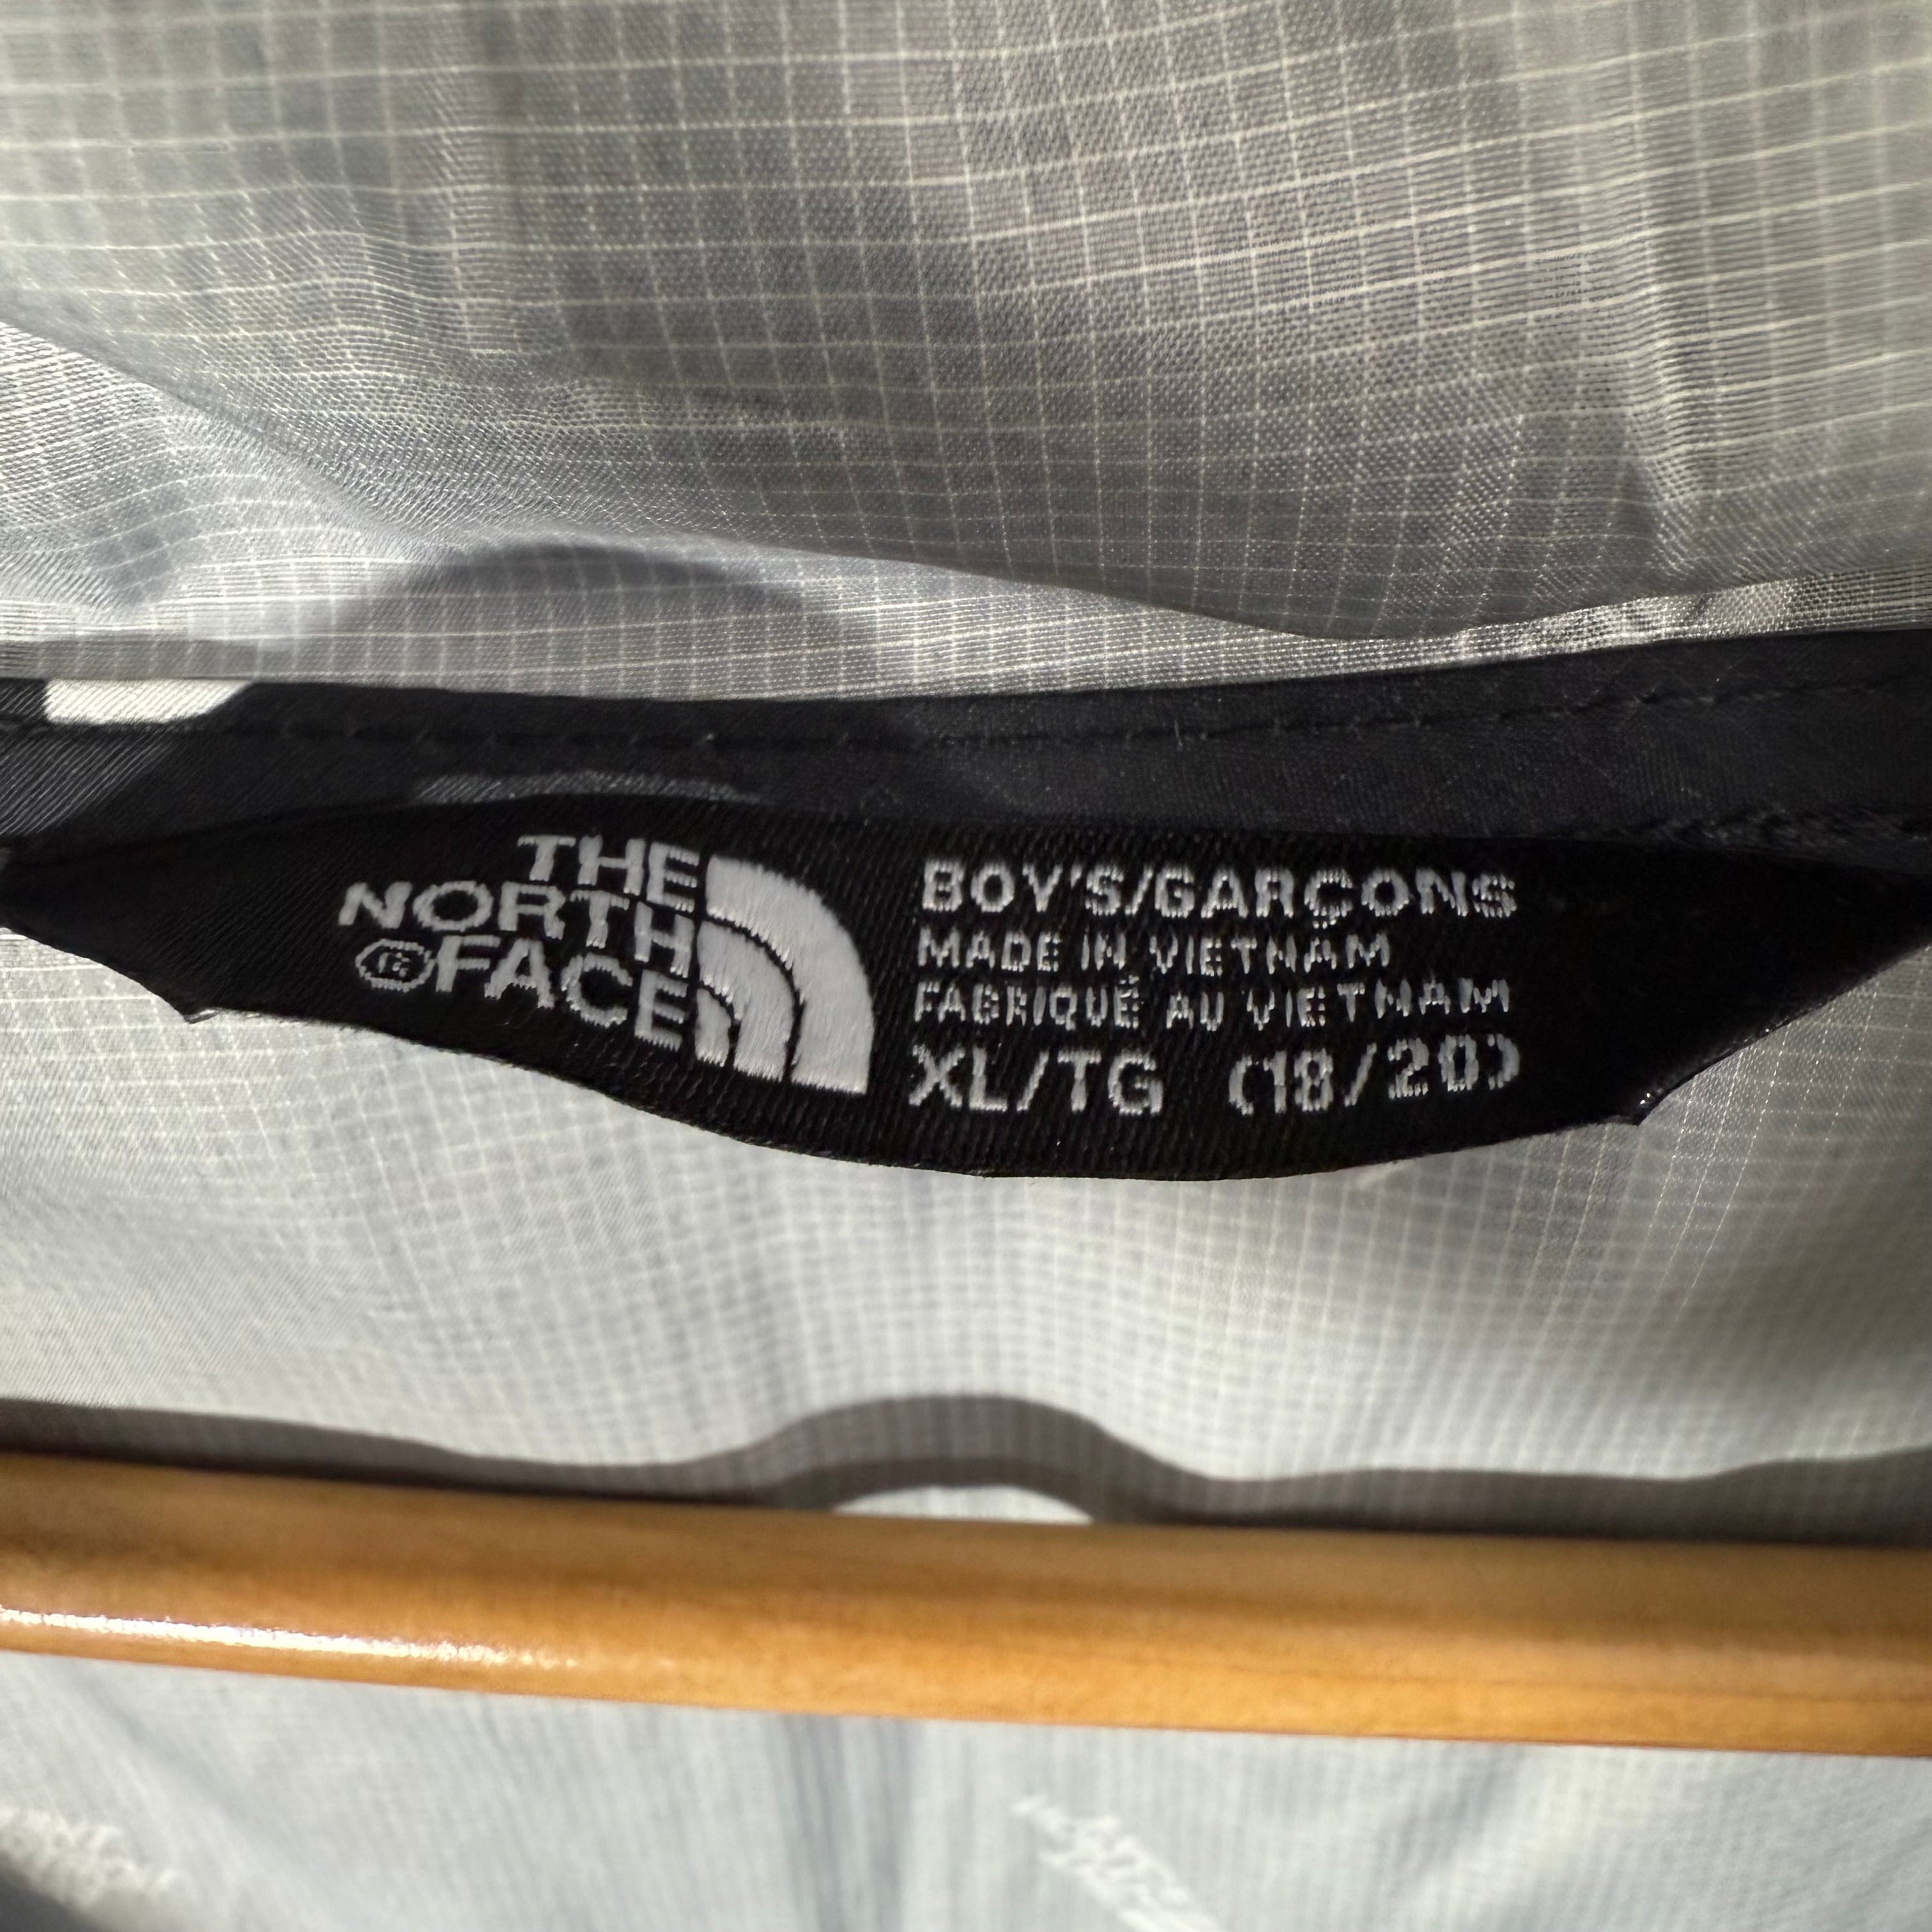 THE
NORTH
®FACE
BOY'S/GARÇONS
MADE IN VIETNAM
FABRIQUÉ AU VIETNAM
XL/TG (18/20)